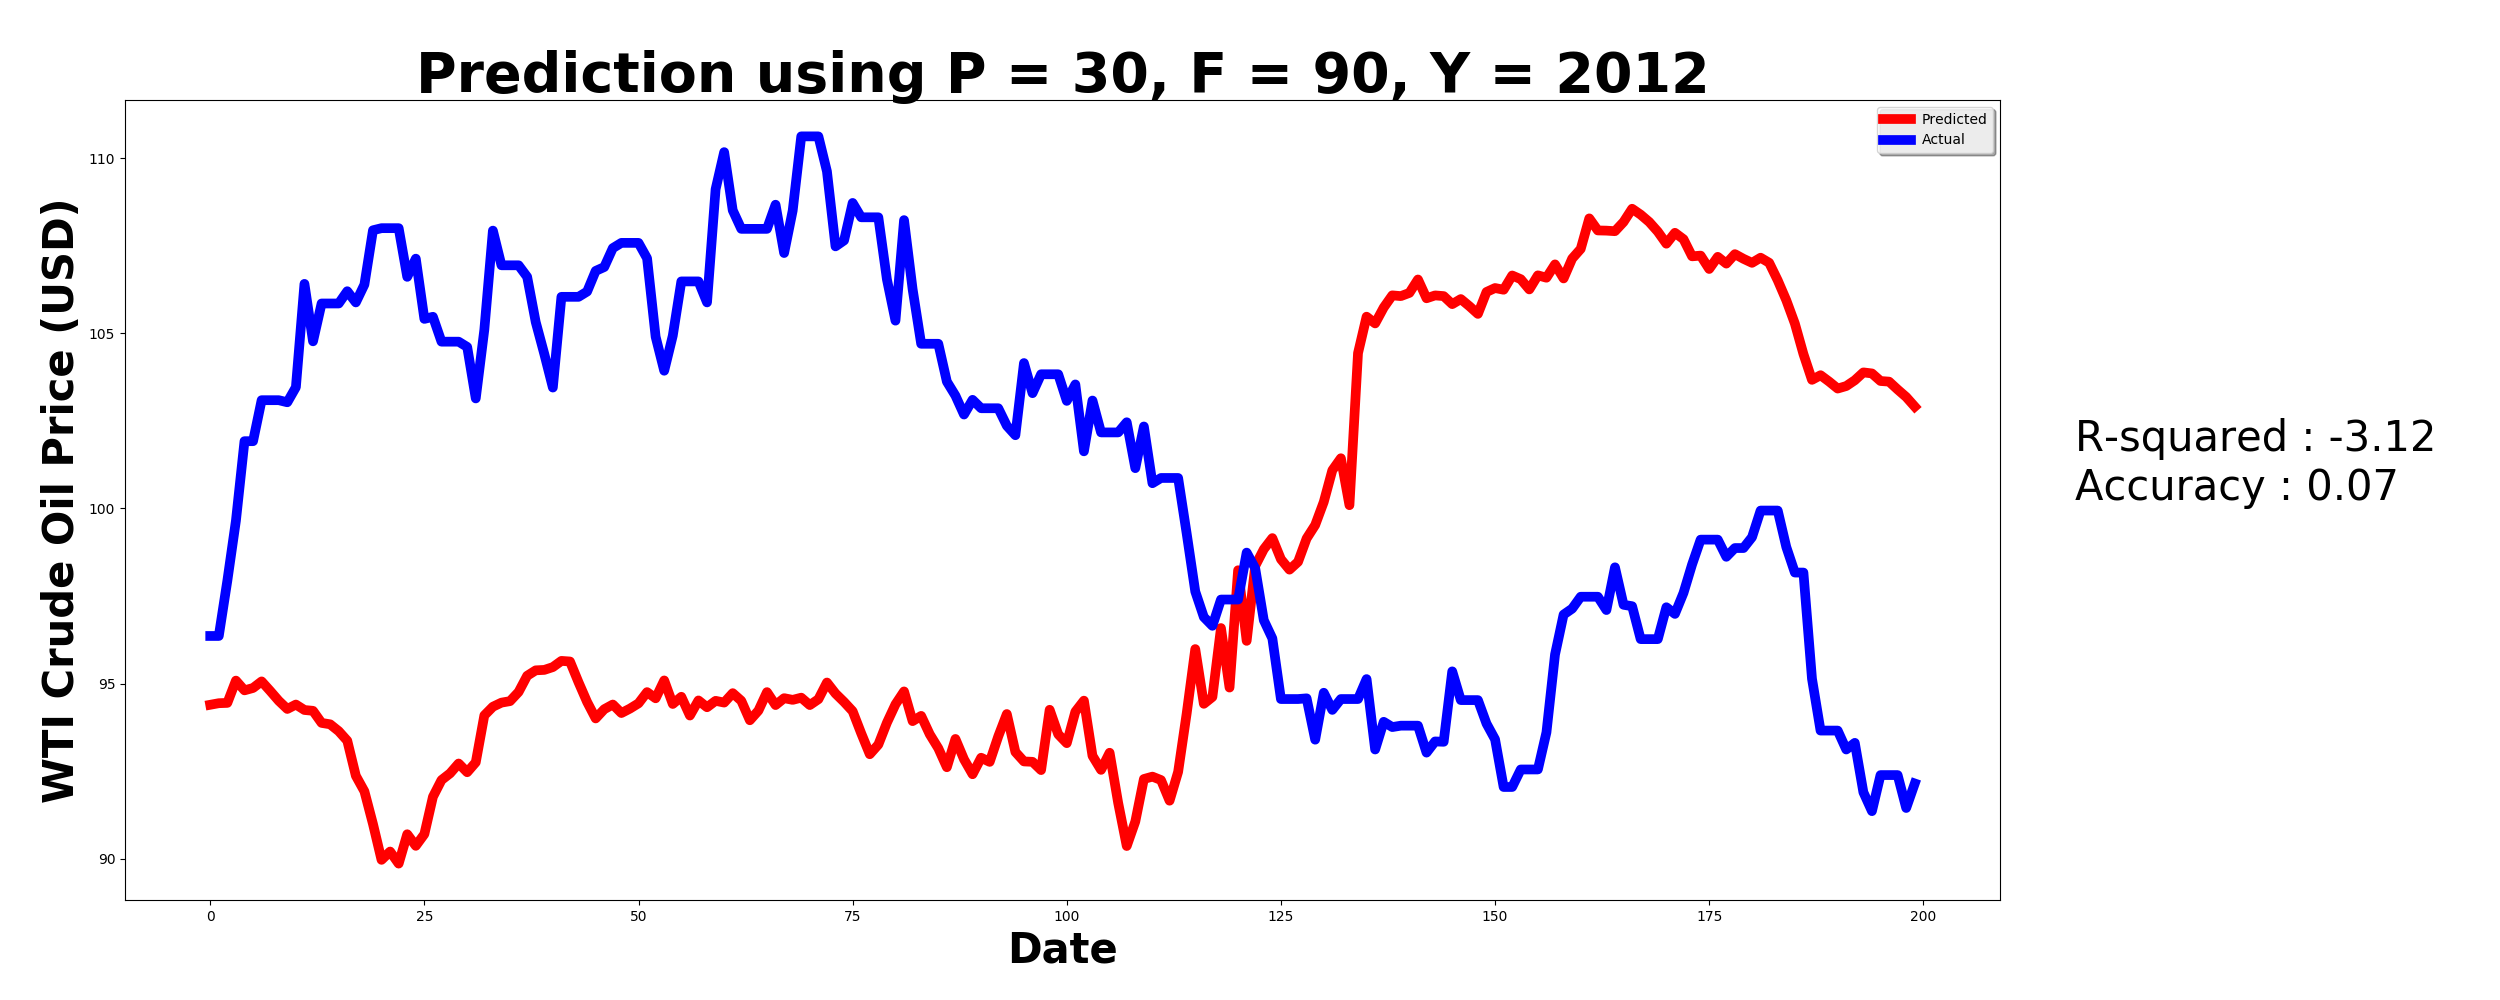 Prediction using P = 30, F = 90, Y = 2012
Predicted
Actual
WTI Crude Oil Price (USD)
110
105
100
95
90
0 25 50 75 100 125 150 175 200
Date
R-squared : -3.12
Accuracy : 0.07